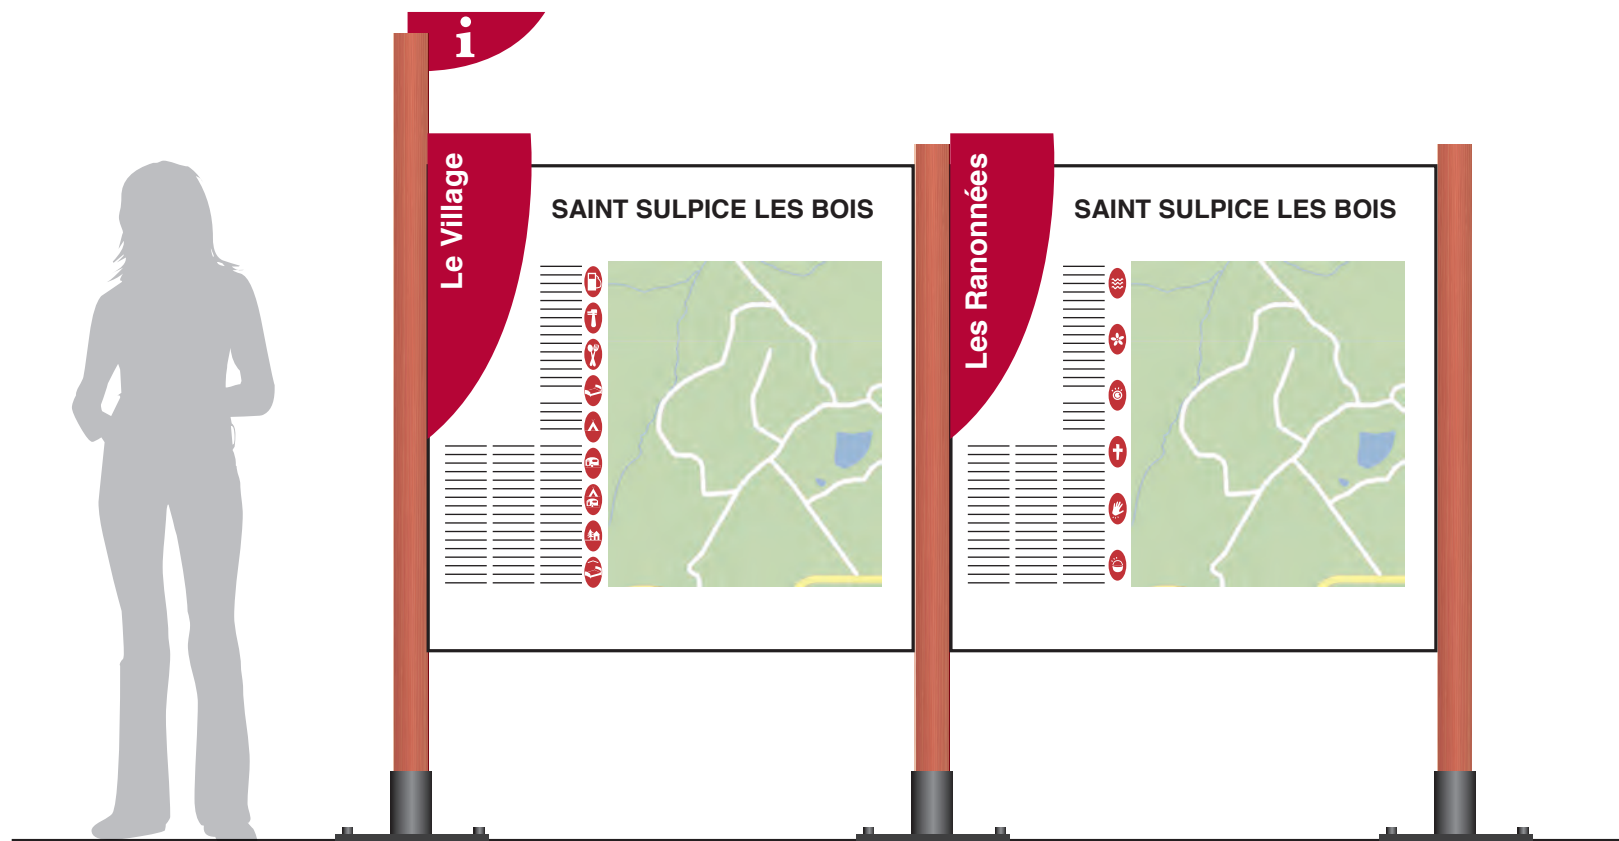 i
Le Village
SAINT SULPICE LES BOIS
Les Ranonnées
SAINT SULPICE LES BOIS